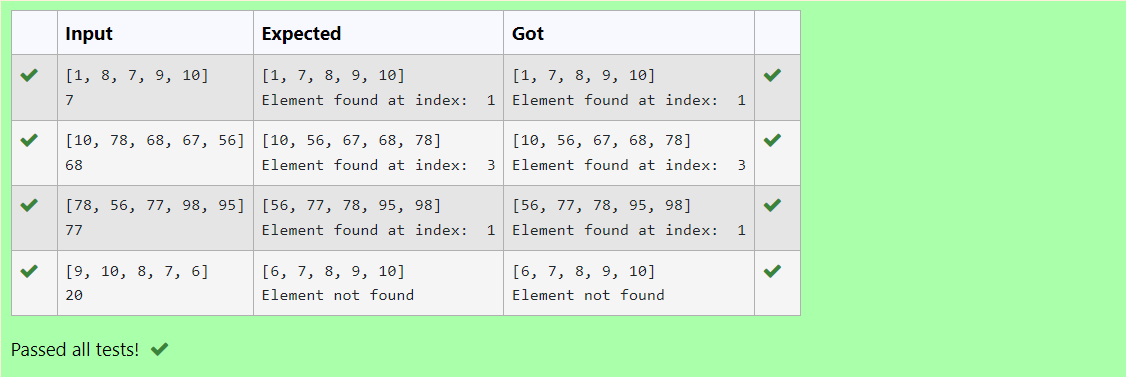 Input Expected Got
[1, 8, 7, 9, 10] [1, 7, 8, 9, 10] [1, 7, 8, 9, 10]
7 Element found at index:  1 Element found at index:  1
[10, 78, 68, 67, 56] [10, 56, 67, 68, 78] [10, 56, 67, 68, 78]
68 Element found at index:  3 Element found at index:  3
[78, 56, 77, 98, 95] [56, 77, 78, 95, 98] [56, 77, 78, 95, 98]
77 Element found at index:  1 Element found at index:  1
[9, 10, 8, 7, 6] [6, 7, 8, 9, 10] [6, 7, 8, 9, 10]
20 Element not found Element not found
Passed all tests!